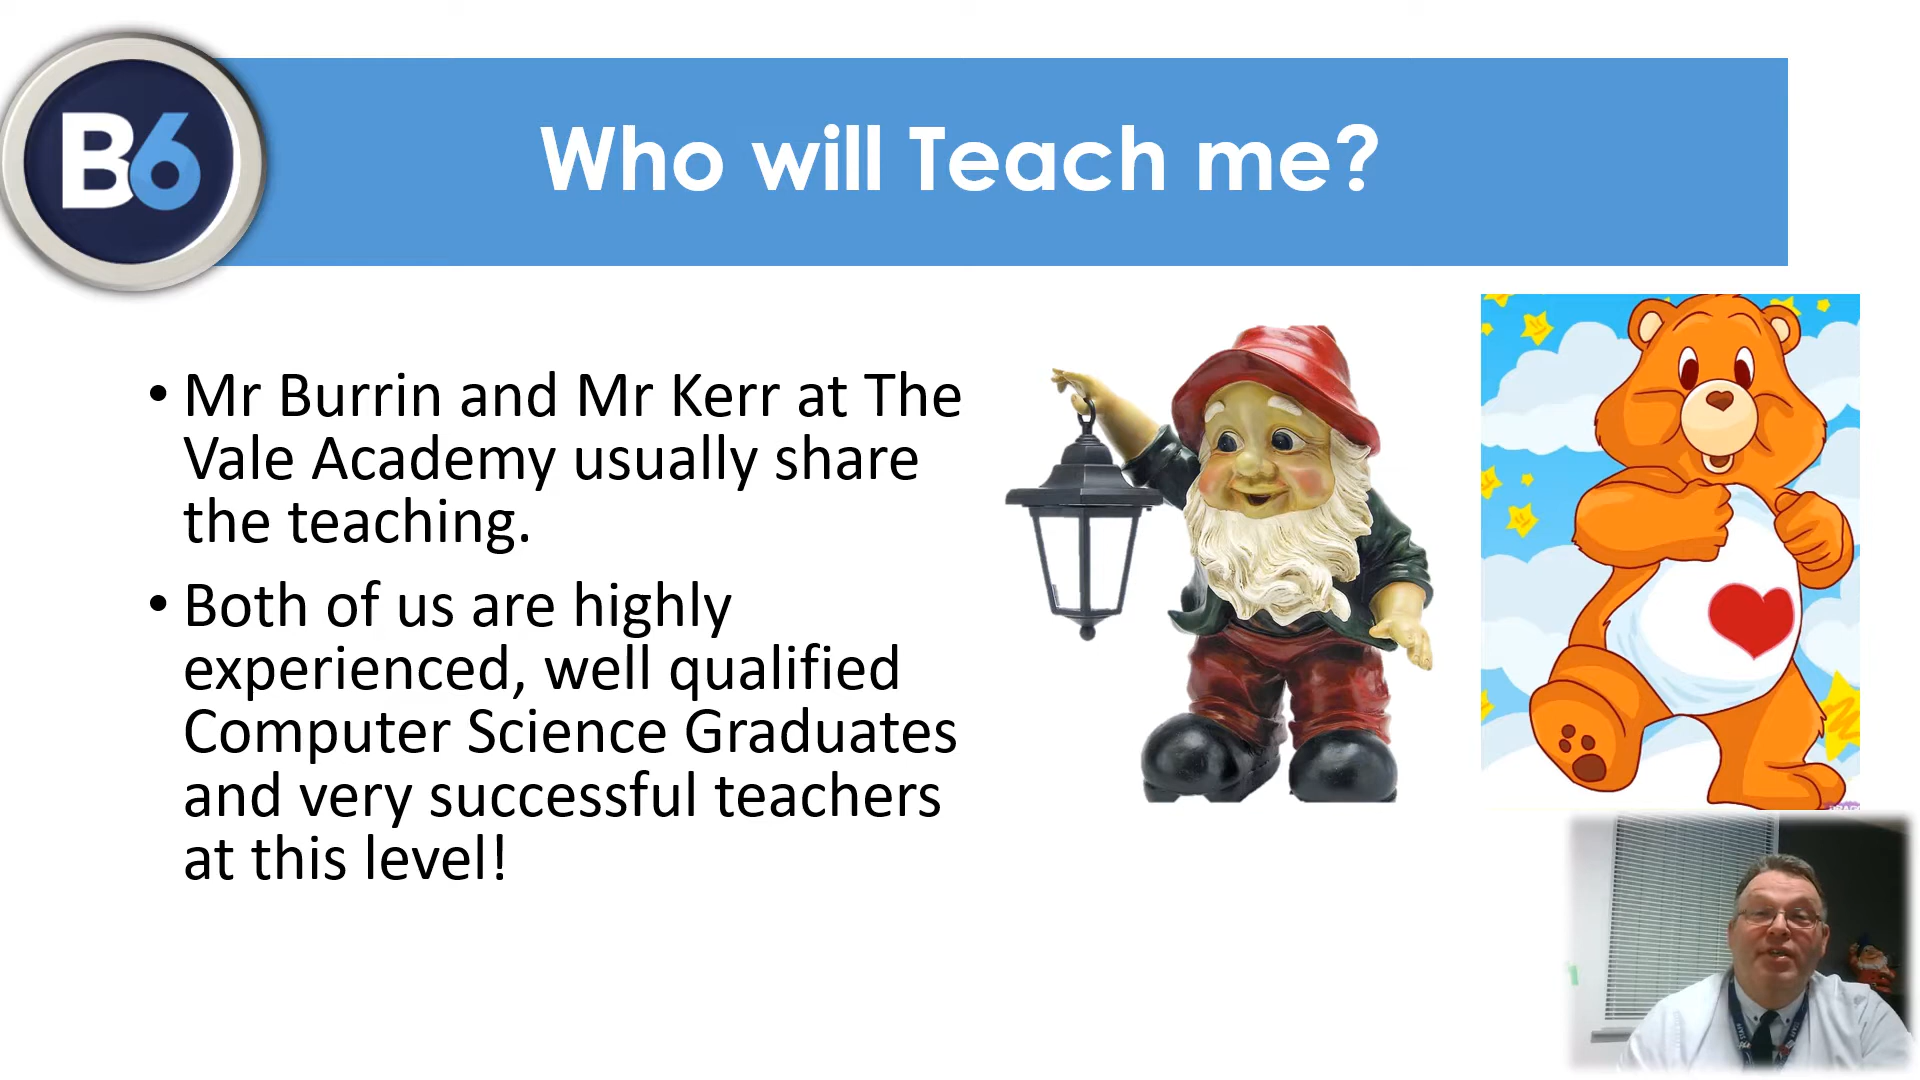 B6
Who will Teach me?
• Mr Burrin and Mr Kerr at The
Vale Academy usually share
the teaching.
• Both of us are highly
experienced, well qualified
Computer Science Graduates
and very successful teachers
at this level!